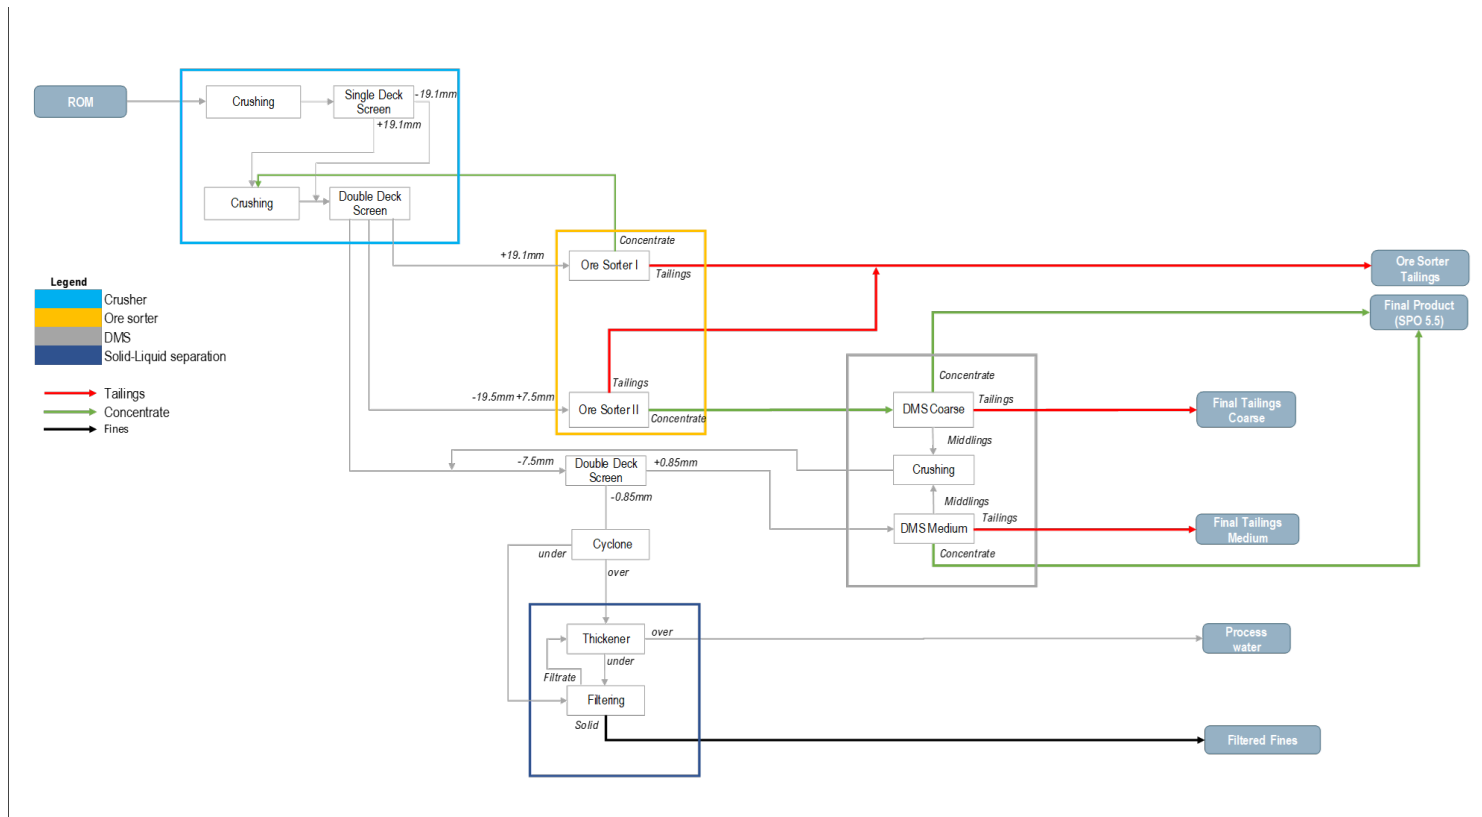 ROM
Crushing
Single Deck
Screen
-19.1mm
+19.1mm
Crushing
Double Deck
Screen
Concentrate
+19.1mm
Ore Sorter I
Tailings
Ore Sorter
Tailings
Final Product
(SPO 5.5)
Legend
Crusher
Ore sorter
DMS
Solid-Liquid separation
Tailings
Concentrate
Fines
Tailings
-19.5mm +7.5mm
Ore Sorter II
Concentrate
Concentrate
DMS Coarse
Tailings
Final Tailings
Coarse
Middlings
-7.5mm
Double Deck
Screen
+0.85mm
Crushing
-0.85mm
Middlings
DMS Medium
Tailings
Final Tailings
Medium
Concentrate
Cyclone
under
over
Thickener
over
Process
water
under
Filtrate
Filtering
Solid
Filtered Fines